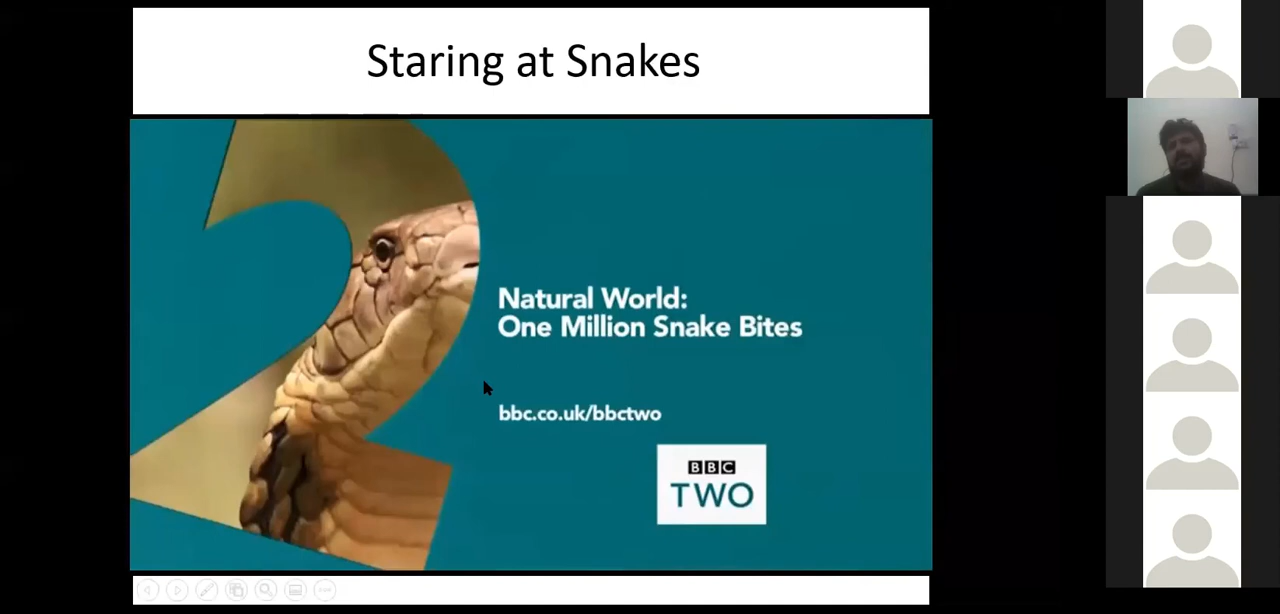 Staring at Snakes
Natural World:
One Million Snake Bites
bbc.co.uk/bbctwo
BBC
TWO